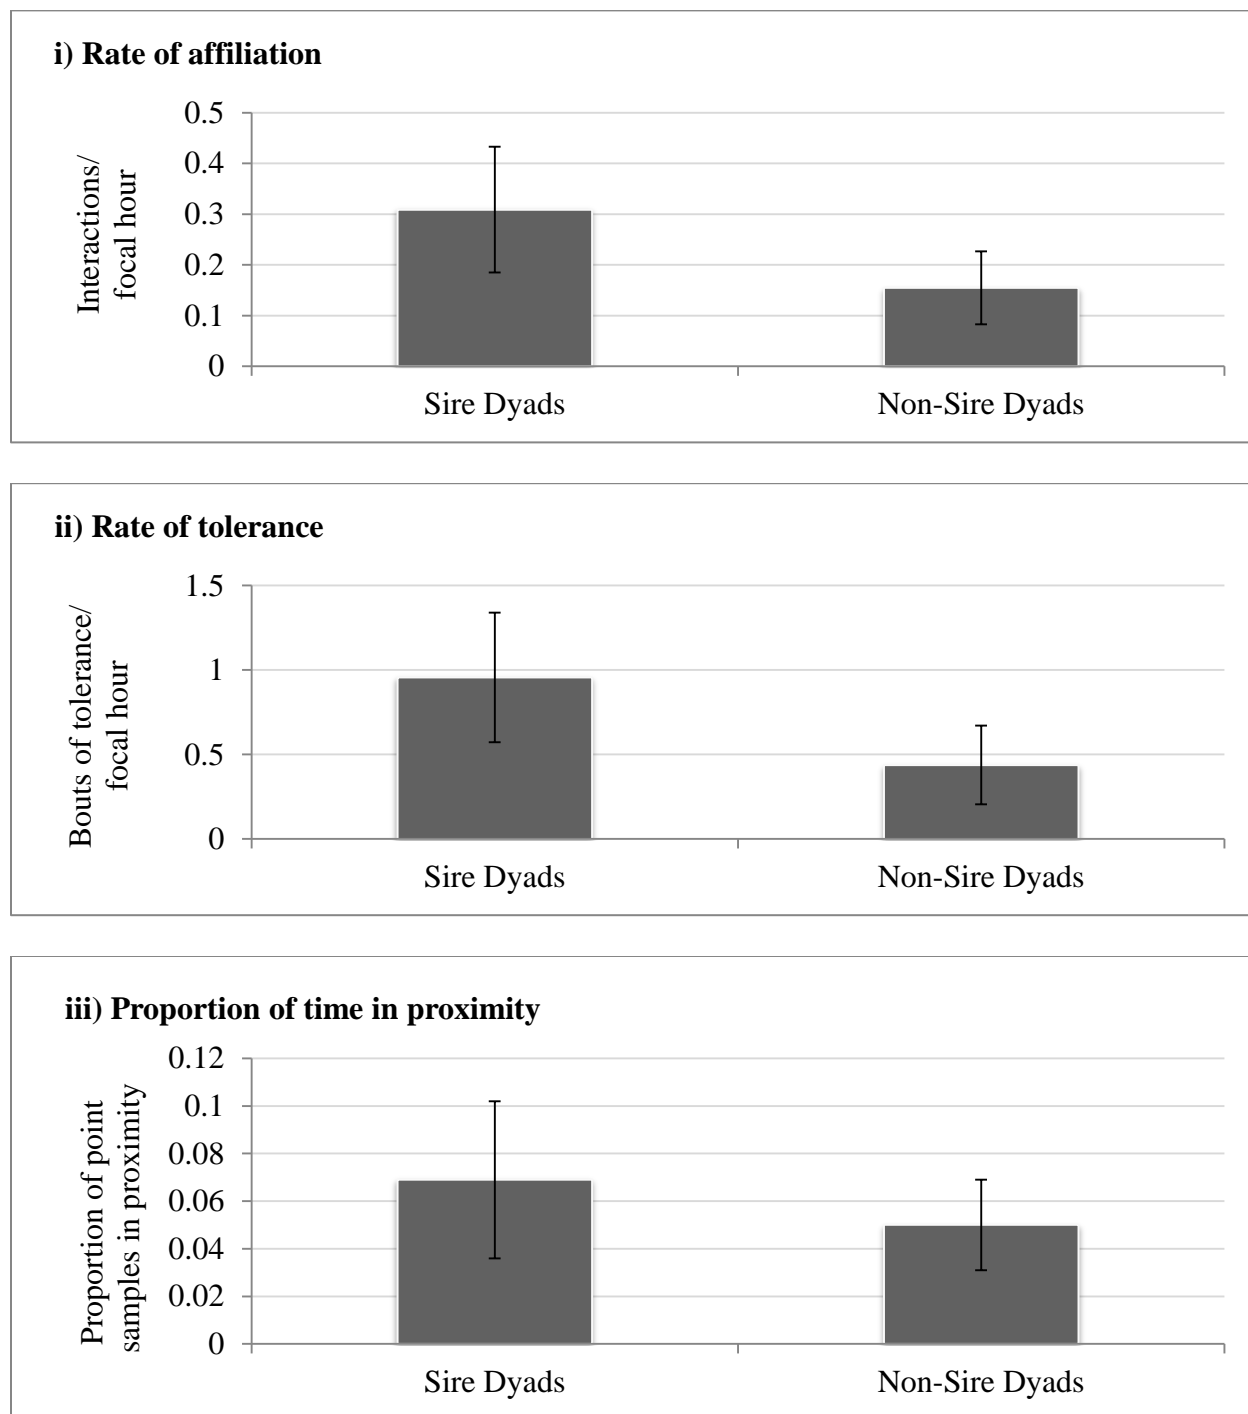 i) Rate of affiliation
Interactions/
focal hour
0.5
0.4
0.3
0.2
0.1
0
Sire Dyads
Non-Sire Dyads
ii) Rate of tolerance
Bouts of tolerance/
focal hour
1.5
1
0.5
0
Sire Dyads
Non-Sire Dyads
iii) Proportion of time in proximity
Proportion of point
samples in proximity
0.12
0.1
0.08
0.06
0.04
0.02
0
Sire Dyads
Non-Sire Dyads